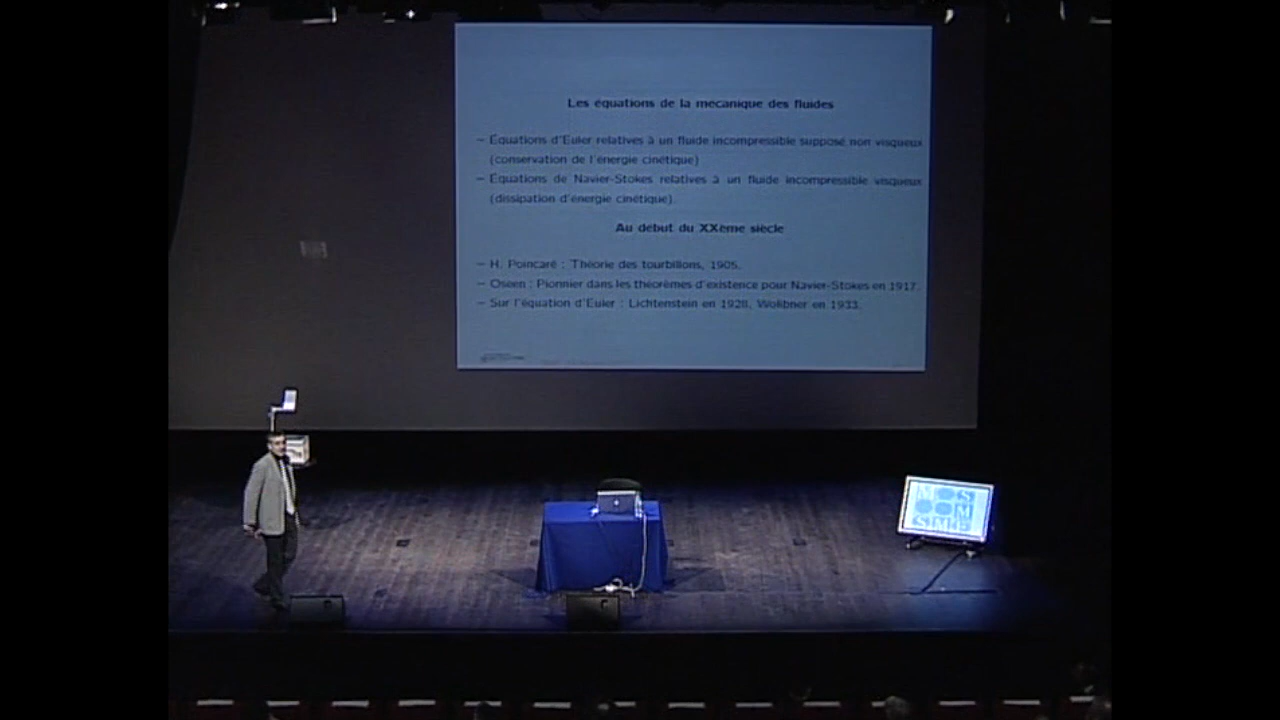 Les équations de la mécanique des fluides
– Équations d'Euler relatives à un fluide incompressible supposé non visqueux
(conservation de l'énergie cinétique)
– Équations de Navier-Stokes relatives à un fluide incompressible visqueux
(dissipation d'énergie cinétique).
Au début du XXème siècle
– H. Poincaré : Théorie des tourbillons, 1905.
– Oseen : Pionnier dans les théorèmes d'existence pour Navier-Stokes en 1917.
– Sur l'équation d'Euler : Lichtenstein en 1928, Wolibner en 1933.